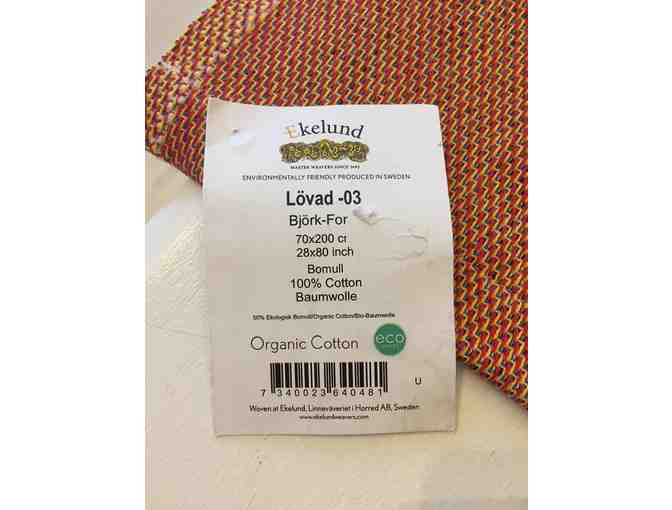 Ekelund
MASTER WEAVERS SINCE 1692
ENVIRONMENTALLY FRIENDLY PRODUCED IN SWEDEN
Lövad -03
Björk-For
70x200 cr
28x80 inch
Bomull
100% Cotton
Baumwolle
50% Ekologisk Bomull/Organic Cotton/Bio-Baumwolle
Organic Cotton
eco
7 340023 640481
U
Woven at Ekelund, Linneväveriet i Horred AB, Sweden
www.ekelundweavers.com